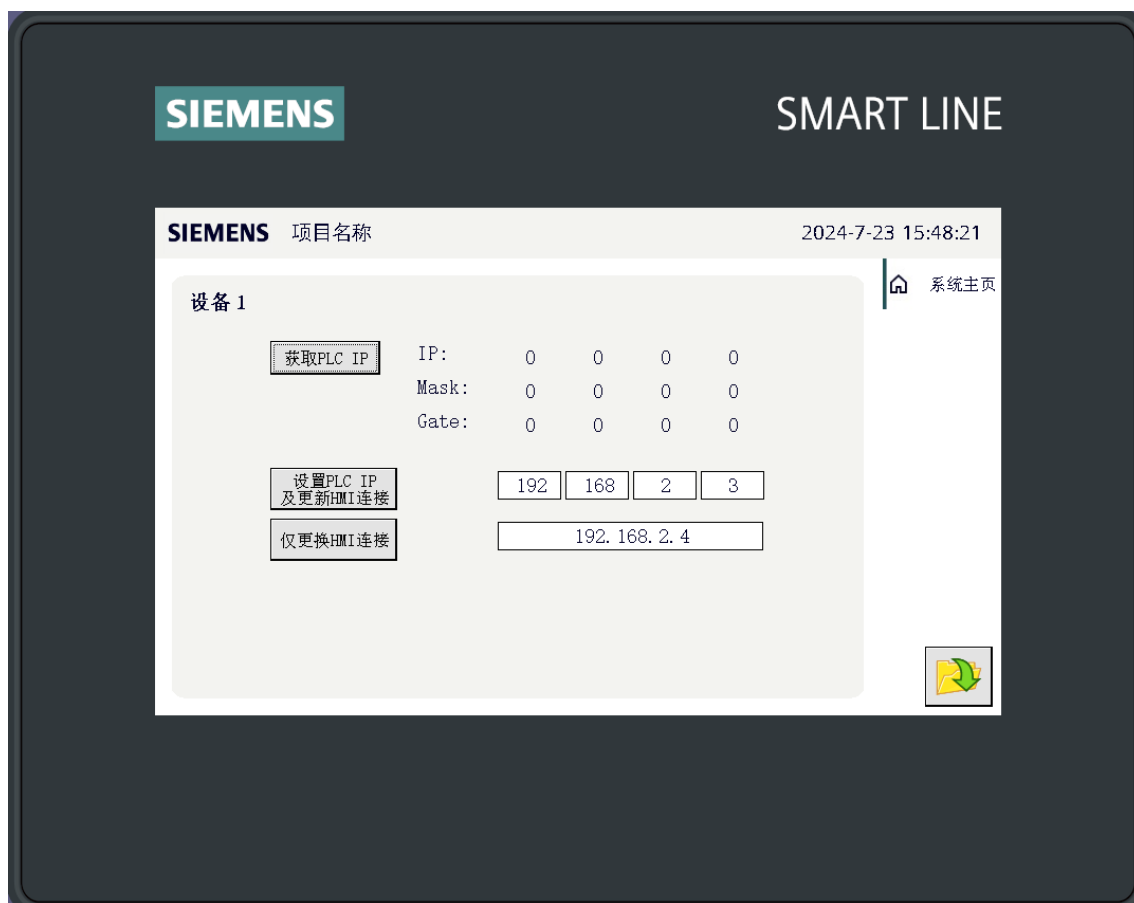 SIEMENS
SMART LINE
SIEMENS 项目名称 2024-7-23 15:48:21
系统主页
设备 1
获取PLC IP IP: 0 0 0 0
Mask: 0 0 0 0
Gate: 0 0 0 0
设置PLC IP
及更新HMI连接
192 168 2 3
仅更换HMI连接 192.168.2.4